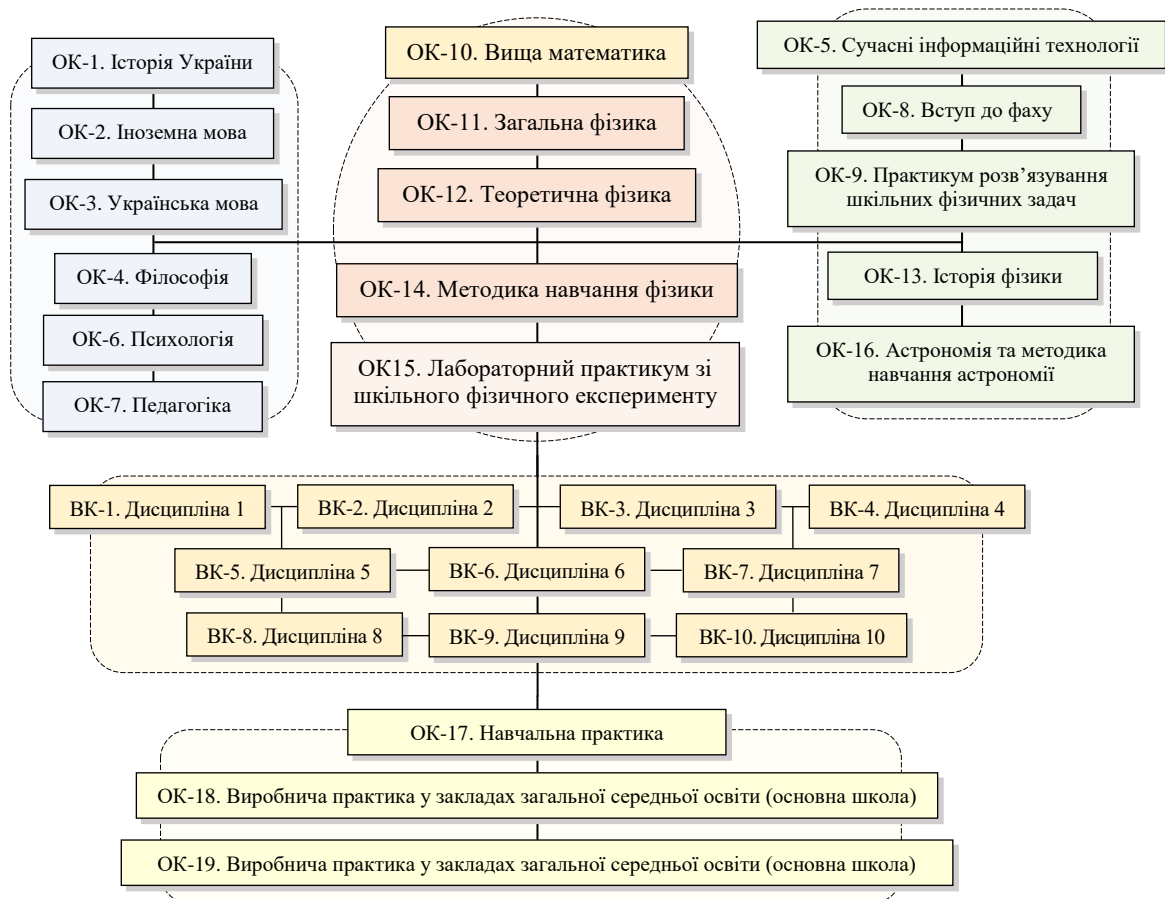 ОК-1. Історія України
ОК-2. Іноземна мова
ОК-3. Українська мова
ОК-4. Філософія
ОК-6. Психологія
ОК-7. Педагогіка
ОК-10. Вища математика
ОК-11. Загальна фізика
ОК-12. Теоретична фізика
ОК-14. Методика навчання фізики
ОК15. Лабораторний практикум зі
шкільного фізичного експерименту
ОК-5. Сучасні інформаційні технології
ОК-8. Вступ до фаху
ОК-9. Практикум розв’язування
шкільних фізичних задач
ОК-13. Історія фізики
ОК-16. Астрономія та методика
навчання астрономії
ВК-1. Дисципліна 1
ВК-2. Дисципліна 2
ВК-3. Дисципліна 3
ВК-4. Дисципліна 4
ВК-5. Дисципліна 5
ВК-6. Дисципліна 6
ВК-7. Дисципліна 7
ВК-8. Дисципліна 8
ВК-9. Дисципліна 9
ВК-10. Дисципліна 10
ОК-17. Навчальна практика
ОК-18. Виробнича практика у закладах загальної середньої освіти (основна школа)
ОК-19. Виробнича практика у закладах загальної середньої освіти (основна школа)